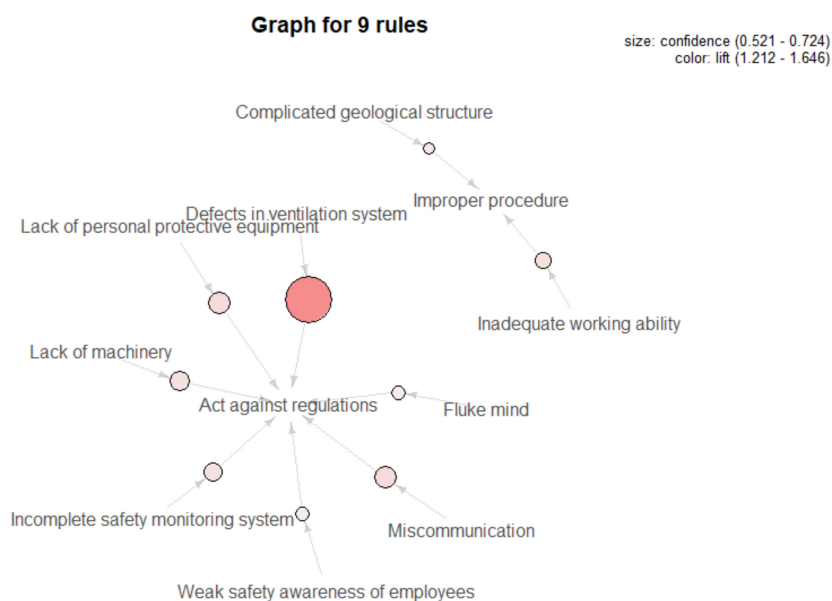 Graph for 9 rules
size: confidence (0.521 - 0.724)
color: lift (1.212 - 1.646)
Complicated geological structure
Improper procedure
Defects in ventilation system
Lack of personal protective equipment
Inadequate working ability
Lack of machinery
Act against regulations
Fluke mind
Incomplete safety monitoring system
Miscommunication
Weak safety awareness of employees